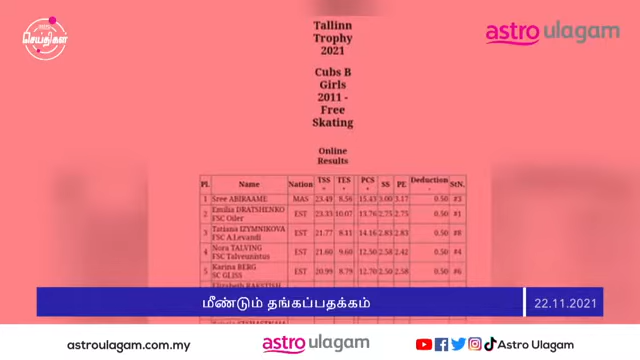 செய்திகள்
astro ulagam
Tallinn
Trophy
2021
Cubs B
Girls
2011 -
Free
Skating
Online
Results
Pl. Name Nation TSS TES PCS SS PE Deduction StN.
+ = + -
1 Sree ABIRAAME MAS 23.49 8.56 15.43 3.00 3.17 0.50 #3
2 Emilia DRATSHENKO FSC Oiler EST 23.33 10.07 13.76 2.75 2.75 0.50 #1
3 Tatiana IZYMNIKOVA FSC A.Levandi EST 21.77 8.11 14.16 2.83 2.83 0.50 #8
4 Nora TALVING FSC Talveunistus EST 21.60 9.60 12.50 2.58 2.42 0.50 #4
5 Karina BERG SC GLISS EST 20.99 8.79 12.70 2.50 2.58 0.50 #6
மீண்டும் தங்கப்பதக்கம்
22.11.2021
astroulagam.com.my
astro ulagam
Astro Ulagam